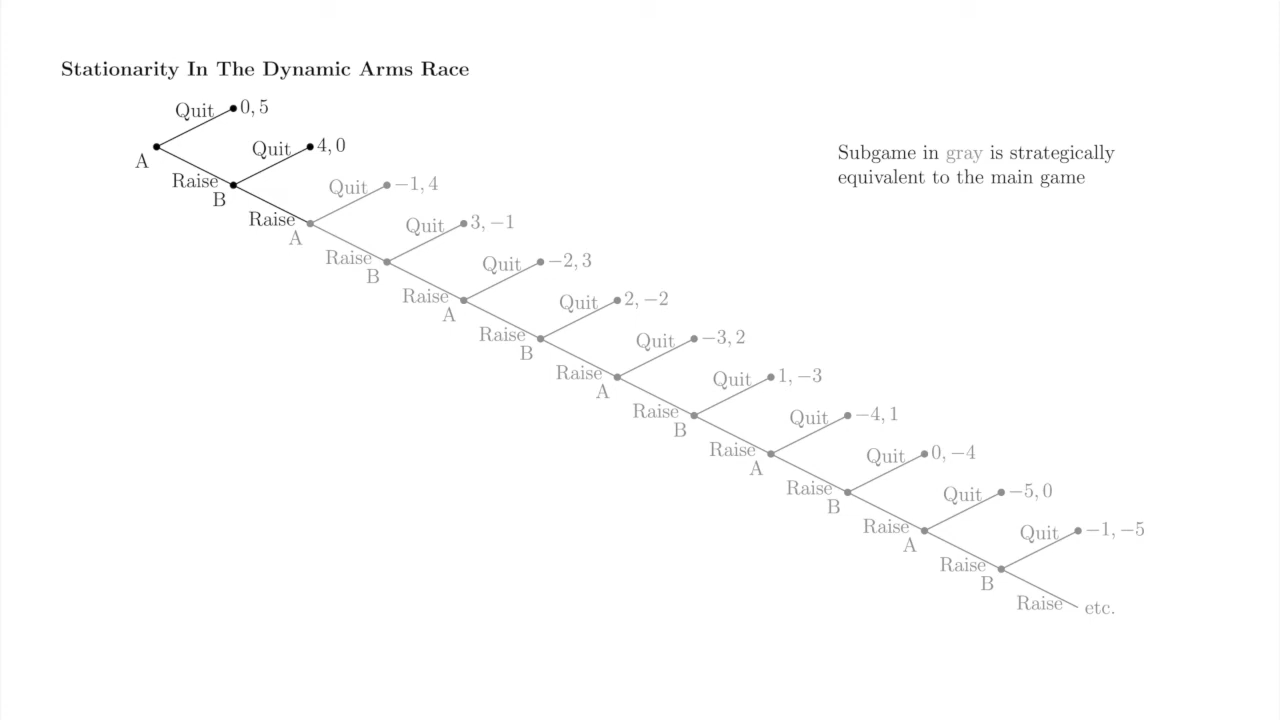 Stationarity In The Dynamic Arms Race
Quit 0, 5
A
Quit 4, 0
Raise
B
Subgame in gray is strategically
equivalent to the main game
Quit −1, 4
Raise
A
Quit 3, −1
Raise
B
Quit −2, 3
Raise
A
Quit 2, −2
Raise
B
Quit −3, 2
Raise
A
Quit 1, −3
Raise
B
Quit −4, 1
Raise
A
Quit 0, −4
Raise
B
Quit −5, 0
Raise
A
Quit −1, −5
Raise
B
Raise etc.